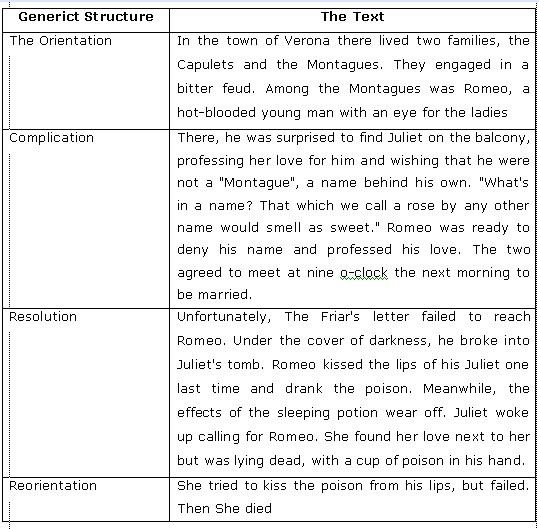 Generict Structure
The Text
The Orientation
In the town of Verona there lived two families, the
Capulets and the Montagues. They engaged in a
bitter feud. Among the Montagues was Romeo, a
hot-blooded young man with an eye for the ladies
Complication
There, he was surprised to find Juliet on the balcony,
professing her love for him and wishing that he were
not a "Montague", a name behind his own. "What's
in a name? That which we call a rose by any other
name would smell as sweet." Romeo was ready to
deny his name and professed his love. The two
agreed to meet at nine o-clock the next morning to
be married.
Resolution
Unfortunately, The Friar's letter failed to reach
Romeo. Under the cover of darkness, he broke into
Juliet's tomb. Romeo kissed the lips of his Juliet one
last time and drank the poison. Meanwhile, the
effects of the sleeping potion wear off. Juliet woke
up calling for Romeo. She found her love next to her
but was lying dead, with a cup of poison in his hand.
Reorientation
She tried to kiss the poison from his lips, but failed.
Then She died